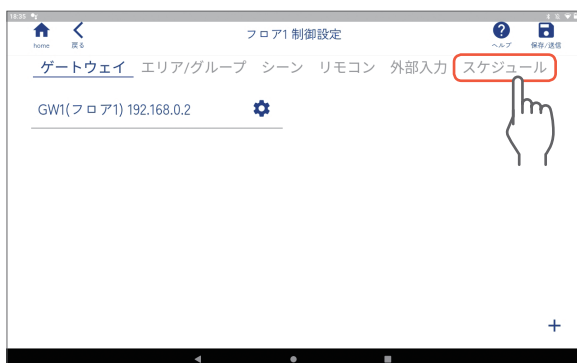 18:35
フロア1 制御設定
home
戻る
ヘルプ
保存/送信
ゲートウェイ エリア/グループ シーン リモコン 外部入力 スケジュール
GW1(フロア1) 192.168.0.2